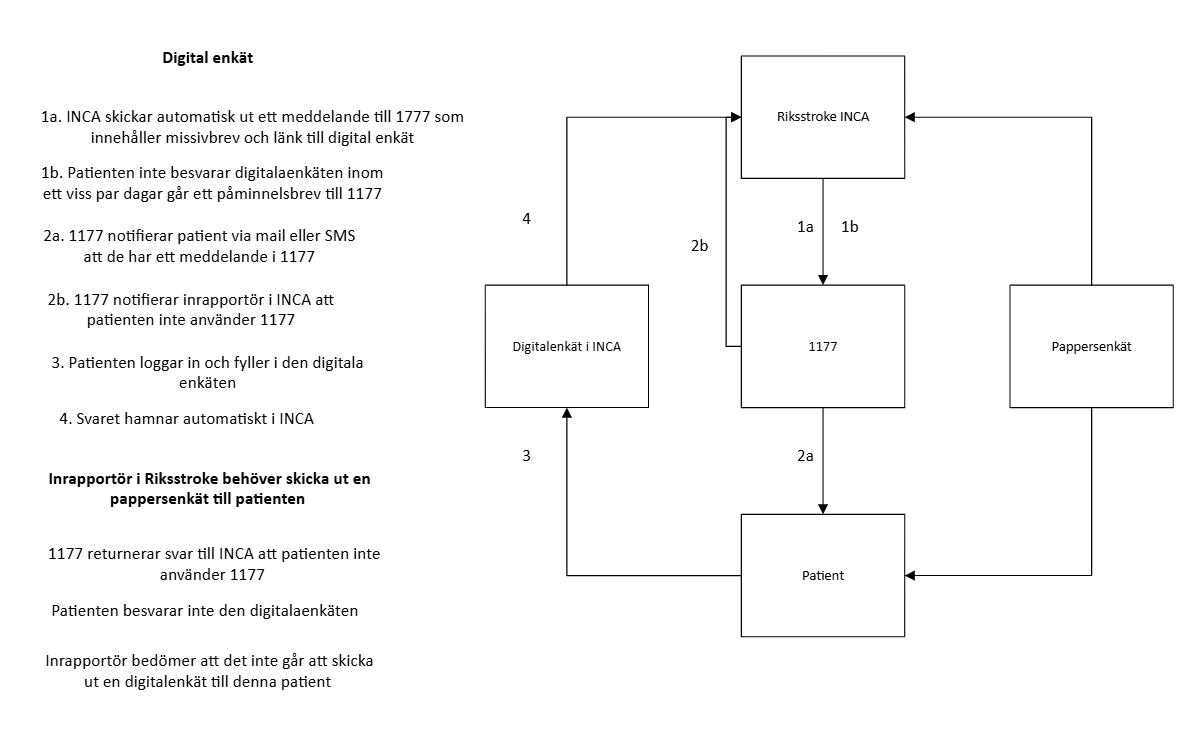 Digital enkät
1a. INCA skickar automatisk ut ett meddelande till 1777 som
innehåller missivbrev och länk till digital enkät
1b. Patienten inte besvarar digitalaenkäten inom
ett viss par dagar går ett påminnelsbrev till 1177
2a. 1177 notifierar patient via mail eller SMS
att de har ett meddelande i 1177
2b. 1177 notifierar inrapportör i INCA att
patienten inte använder 1177
3. Patienten loggar in och fyller i den digitala
enkäten
4. Svaret hamnar automatiskt i INCA
Inrapportör i Riksstroke behöver skicka ut en
pappersenkät till patienten
1177 returnerar svar till INCA att patienten inte
använder 1177
Patienten besvarar inte den digitalaenkäten
Inrapportör bedömer att det inte går att skicka
ut en digitalenkät till denna patient
Riksstroke INCA
4
2b
1a
1b
Digitalenkät i INCA
1177
Pappersenkät
3
2a
Patient